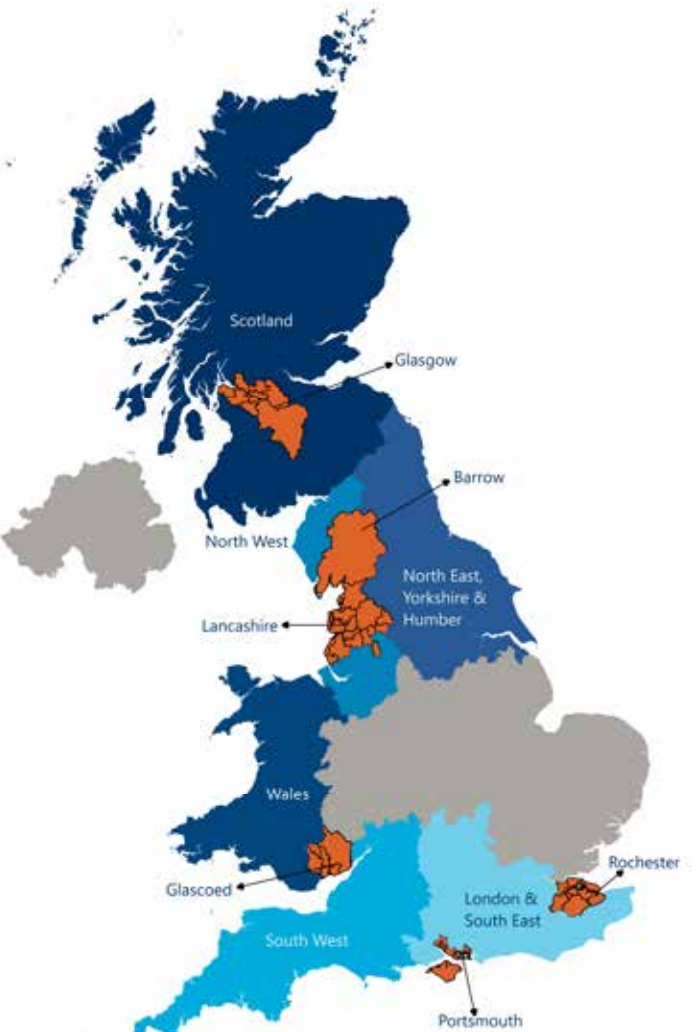 Scotland
Glasgow
Barrow
North West
North East,
Yorkshire &
Humber
Lancashire
Wales
Rochester
Glascoed
London &
South East
South West
Portsmouth